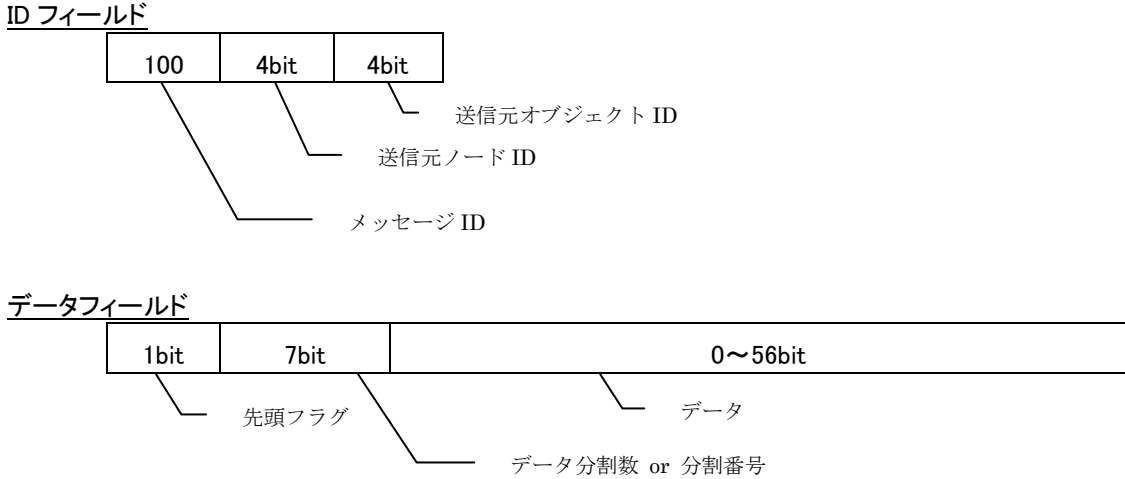 ID フィールド
100 4bit 4bit
送信元オブジェクト ID
送信元ノード ID
メッセージ ID
データフィールド
1bit 7bit 0～56bit
先頭フラグ データ
データ分割数 or 分割番号